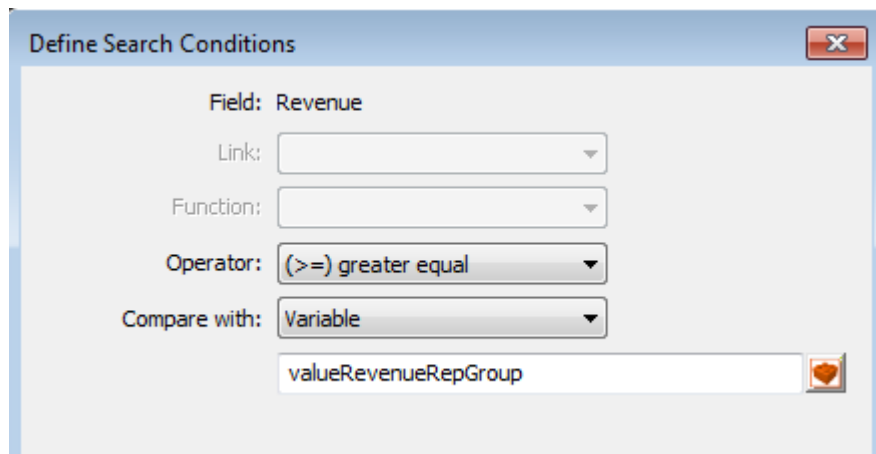 Define Search Conditions
Field: Revenue
Link:
Function:
Operator: (>=) greater equal
Compare with: Variable
valueRevenueRepGroup